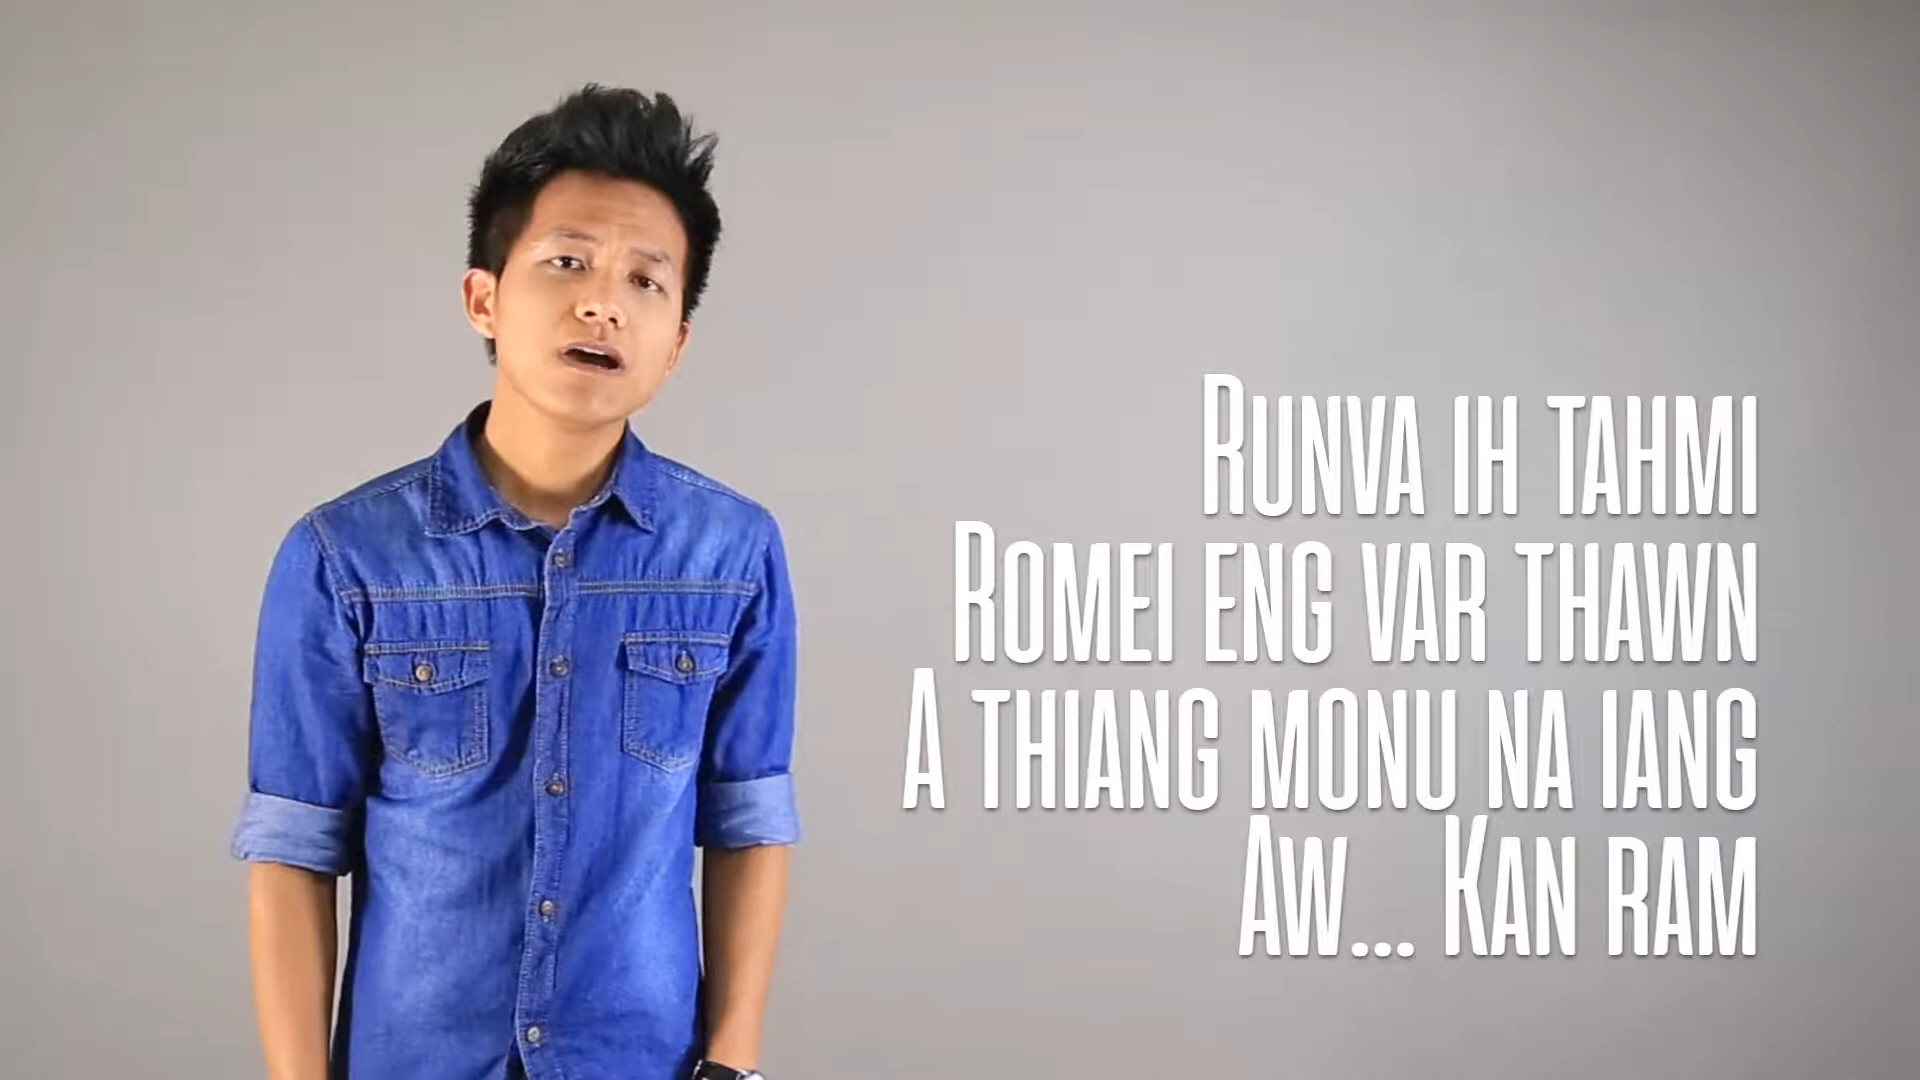 Runva ih tahmi
Romei eng var thawn
A thiang monu na iang
Aw... Kan ram